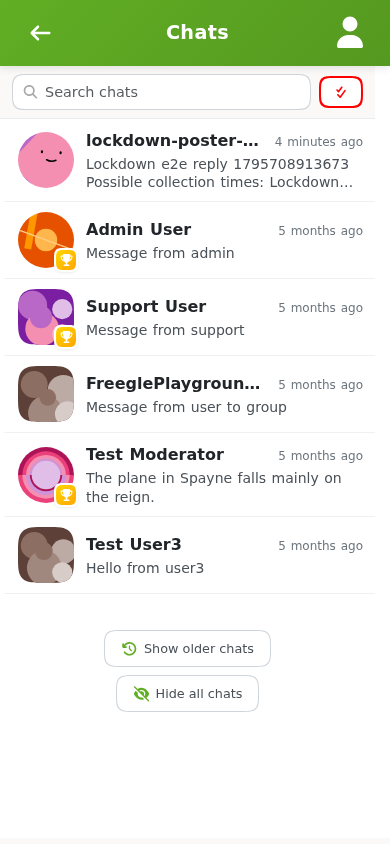 Chats
Search chats
lockdown-poster-... 4 minutes ago
Lockdown e2e reply 1795708913673
Possible collection times: Lockdown...
Admin User 5 months ago
Message from admin
Support User 5 months ago
Message from support
FreeglePlaygroun... 5 months ago
Message from user to group
Test Moderator 5 months ago
The plane in Spayne falls mainly on
the reign.
Test User3 5 months ago
Hello from user3
Show older chats
Hide all chats